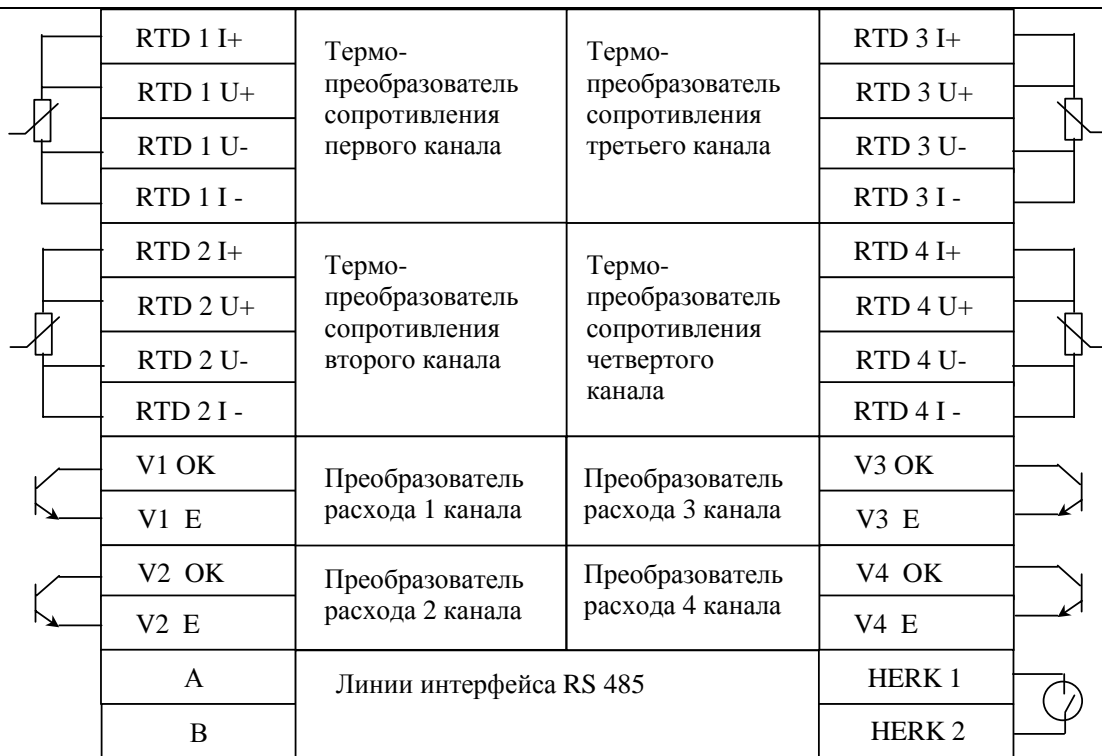 RTD 1 I+
RTD 1 U+
RTD 1 U-
RTD 1 I -
Термо-
преобразователь
сопротивления
первого канала
Термо-
преобразователь
сопротивления
третьего канала
RTD 3 I+
RTD 3 U+
RTD 3 U-
RTD 3 I -
RTD 2 I+
RTD 2 U+
RTD 2 U-
RTD 2 I -
Термо-
преобразователь
сопротивления
второго канала
Термо-
преобразователь
сопротивления
четвертого
канала
RTD 4 I+
RTD 4 U+
RTD 4 U-
RTD 4 I -
V1 OK
V1 E
Преобразователь
расхода 1 канала
Преобразователь
расхода 3 канала
V3 OK
V3 E
V2 OK
V2 E
Преобразователь
расхода 2 канала
Преобразователь
расхода 4 канала
V4 OK
V4 E
A
B
Линии интерфейса RS 485
HERK 1
HERK 2